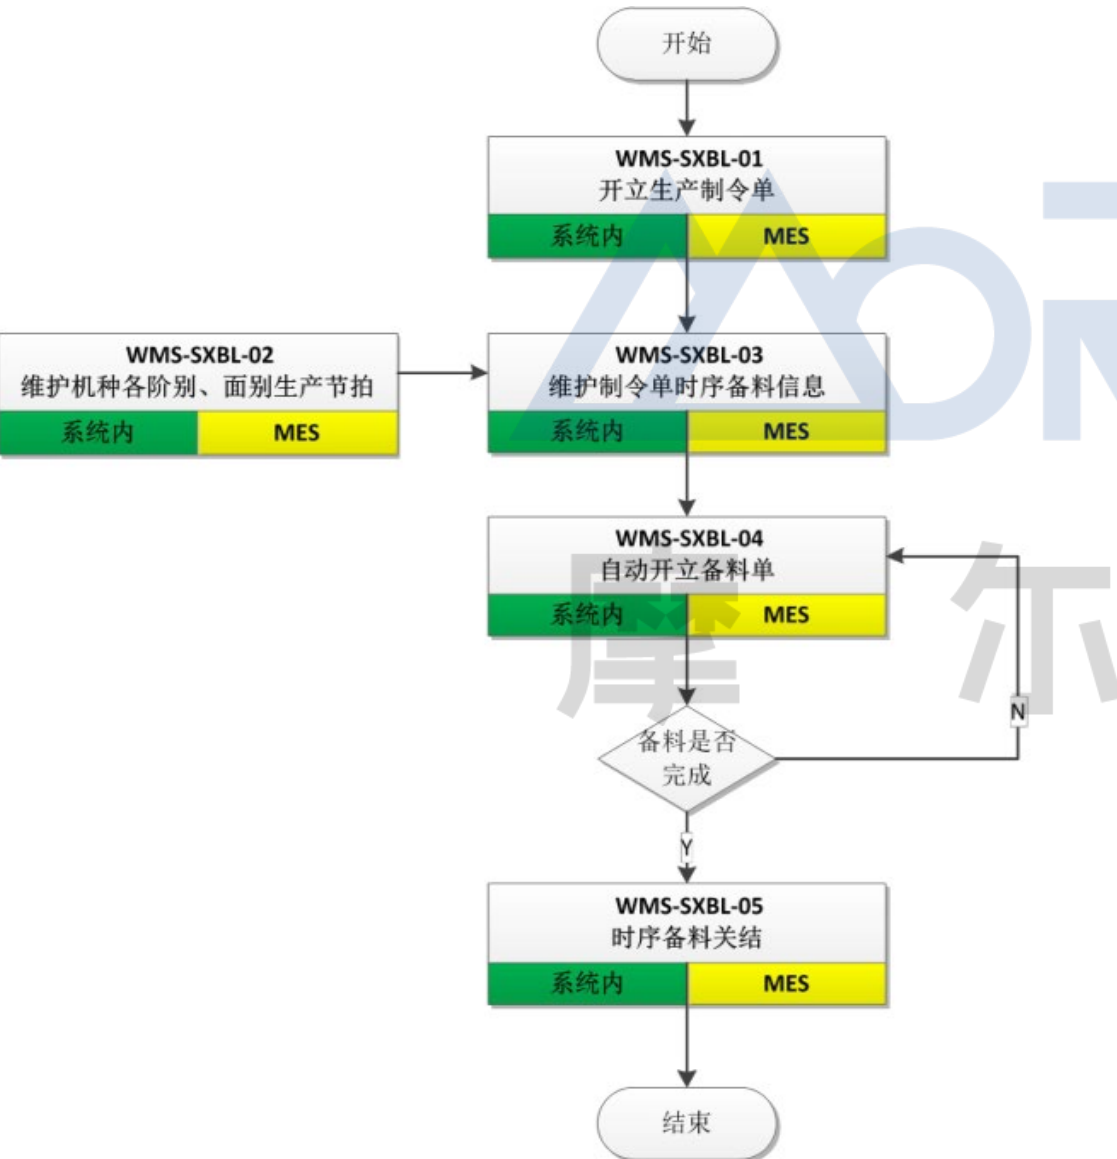 开始
WMS-SXBL-01
开立生产制令单
系统内 MES
WMS-SXBL-02
维护机种各阶别、面别生产节拍
系统内 MES
WMS-SXBL-03
维护制令单时序备料信息
系统内 MES
WMS-SXBL-04
自动开立备料单
系统内 MES
备料是否
完成
N
Y
WMS-SXBL-05
时序备料关结
系统内 MES
结束
摩尔